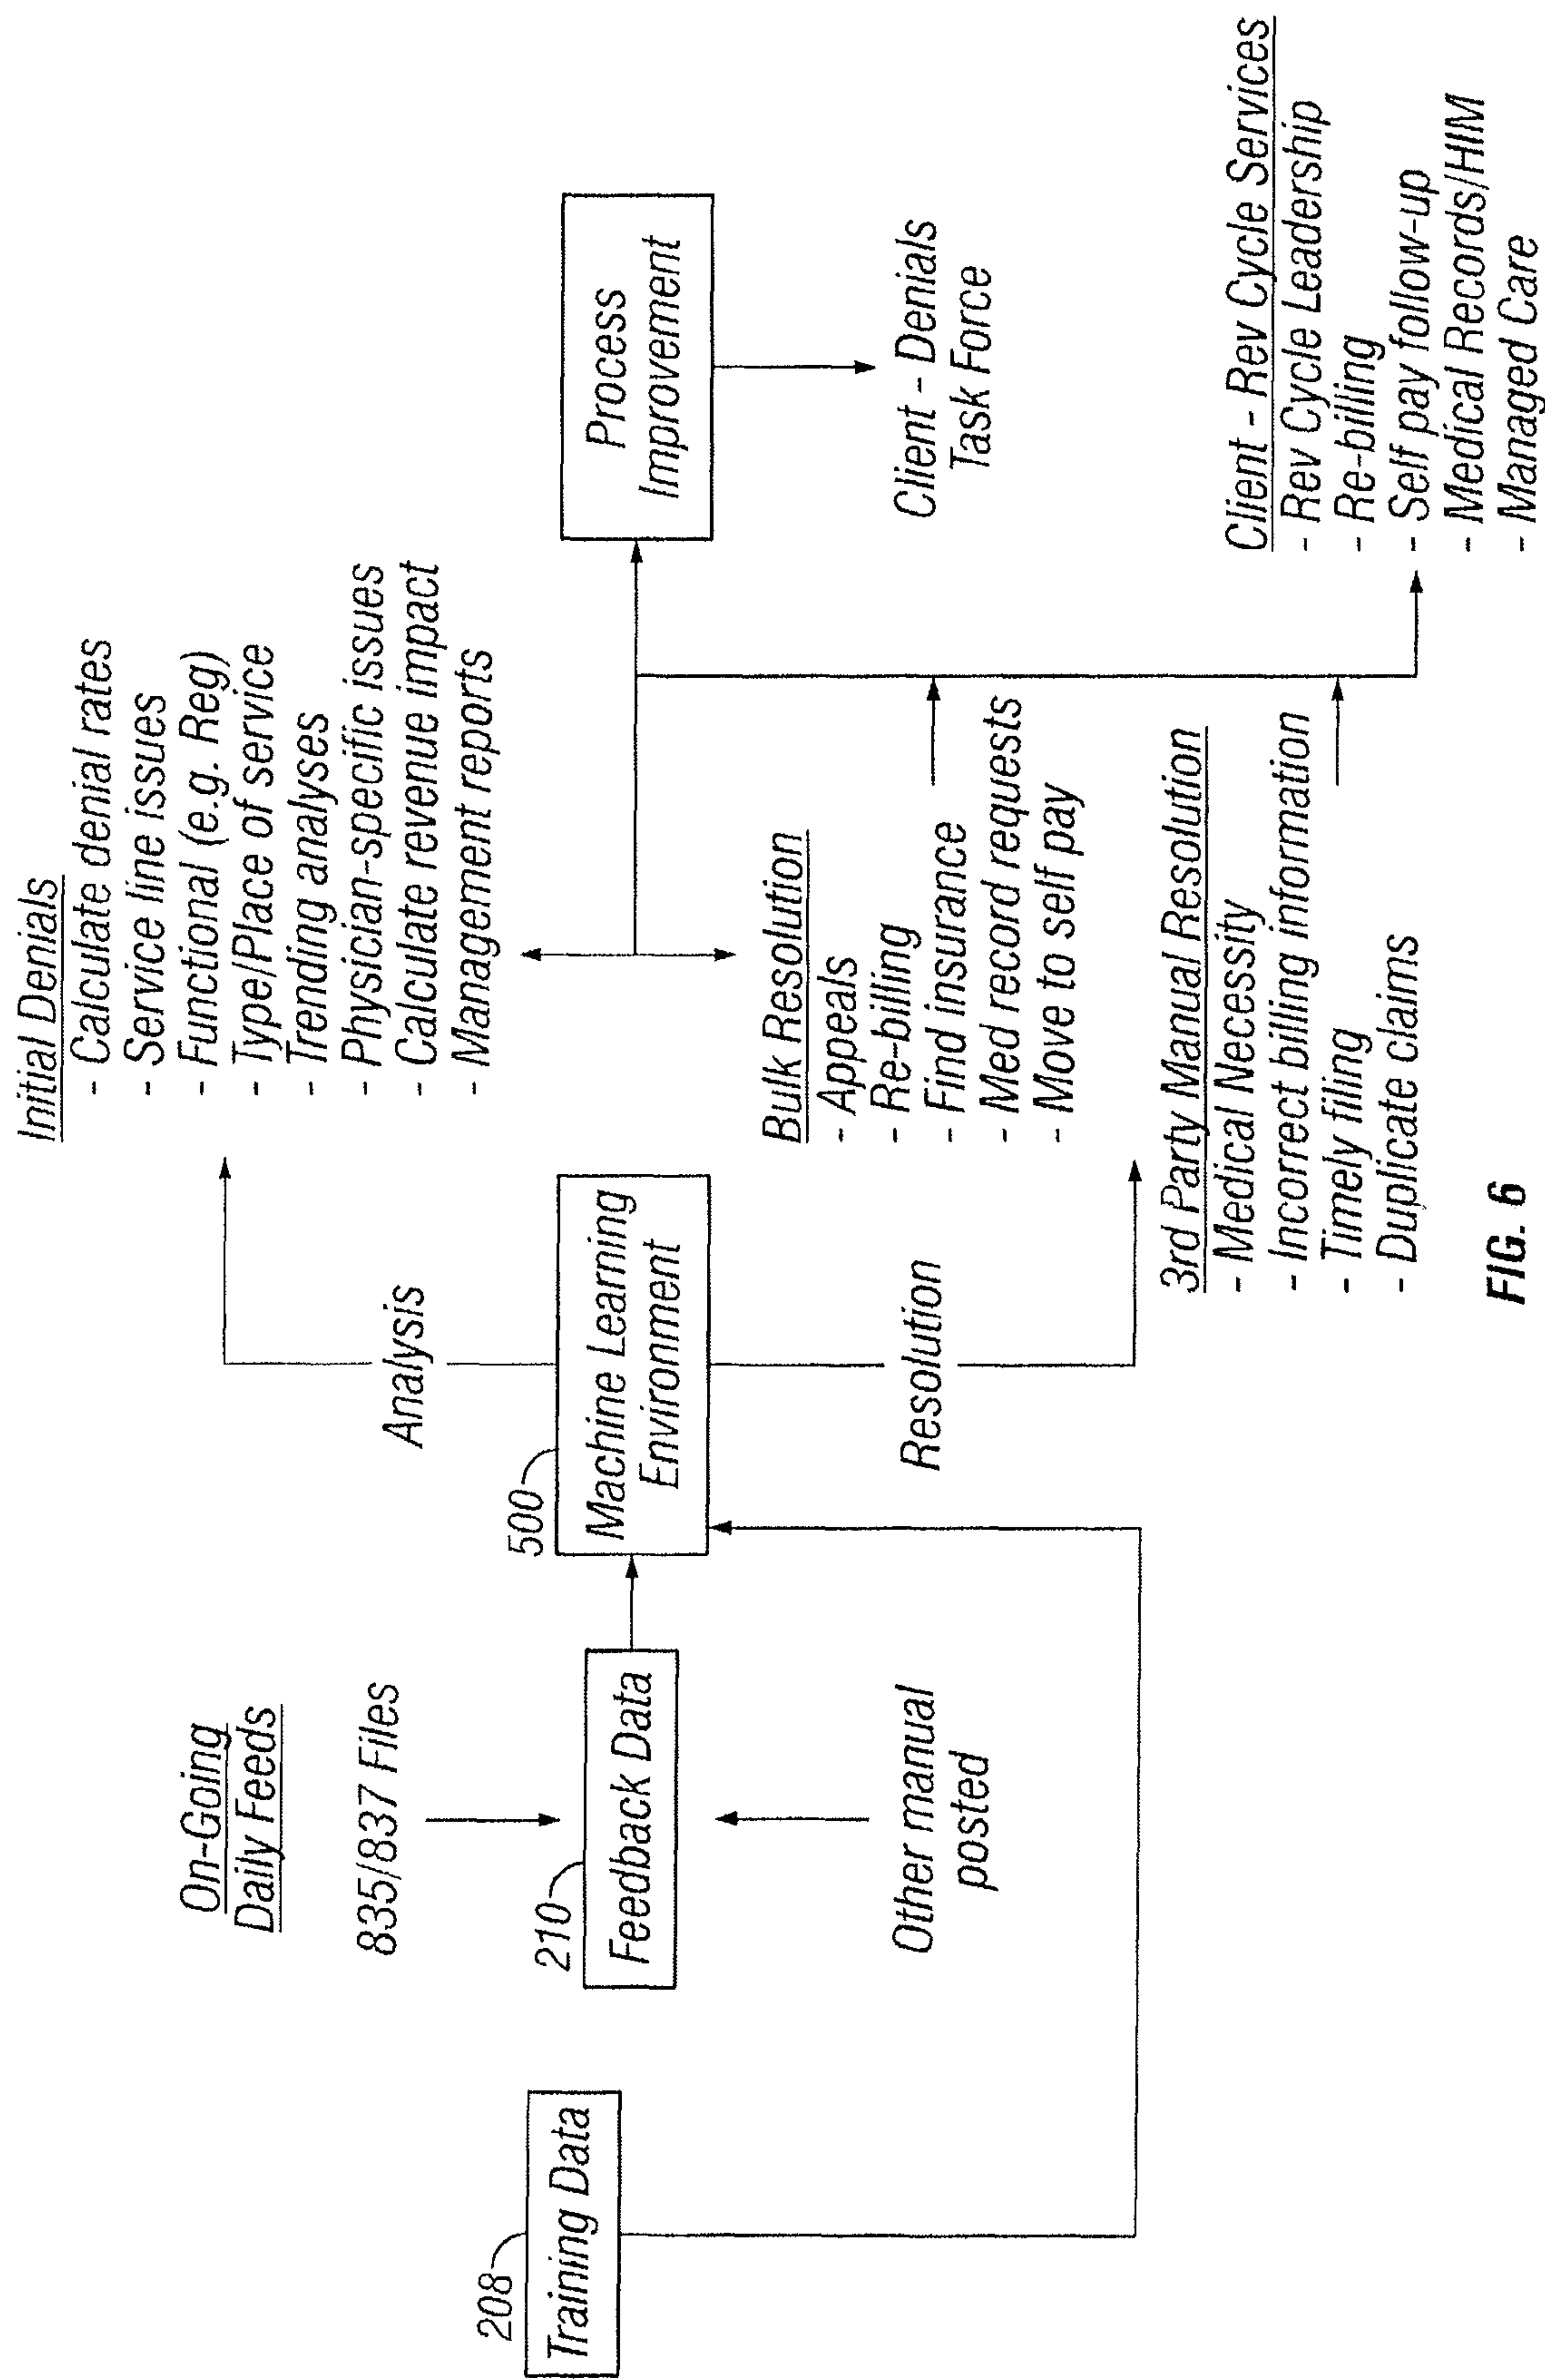 On-Going
Daily Feeds
835/837 Files
208
Training Data
210
Feedback Data
Other manual
posted
500
Machine Learning
Environment
Analysis
Resolution
Initial Denials
- Calculate denial rates
- Service line issues
- Functional (e.g. Reg)
- Type/Place of service
- Trending analyses
- Physician-specific issues
- Calculate revenue impact
- Management reports
Bulk Resolution
- Appeals
- Re-billing
- Find insurance
- Med record requests
- Move to self pay
3rd Party Manual Resolution
- Medical Necessity
- Incorrect billing information
- Timely filing
- Duplicate claims
Process
Improvement
Client - Denials
Task Force
Client - Rev Cycle Services
- Rev Cycle Leadership
- Re-billing
- Self pay follow-up
- Medical Records/HIM
- Managed Care
FIG. 6